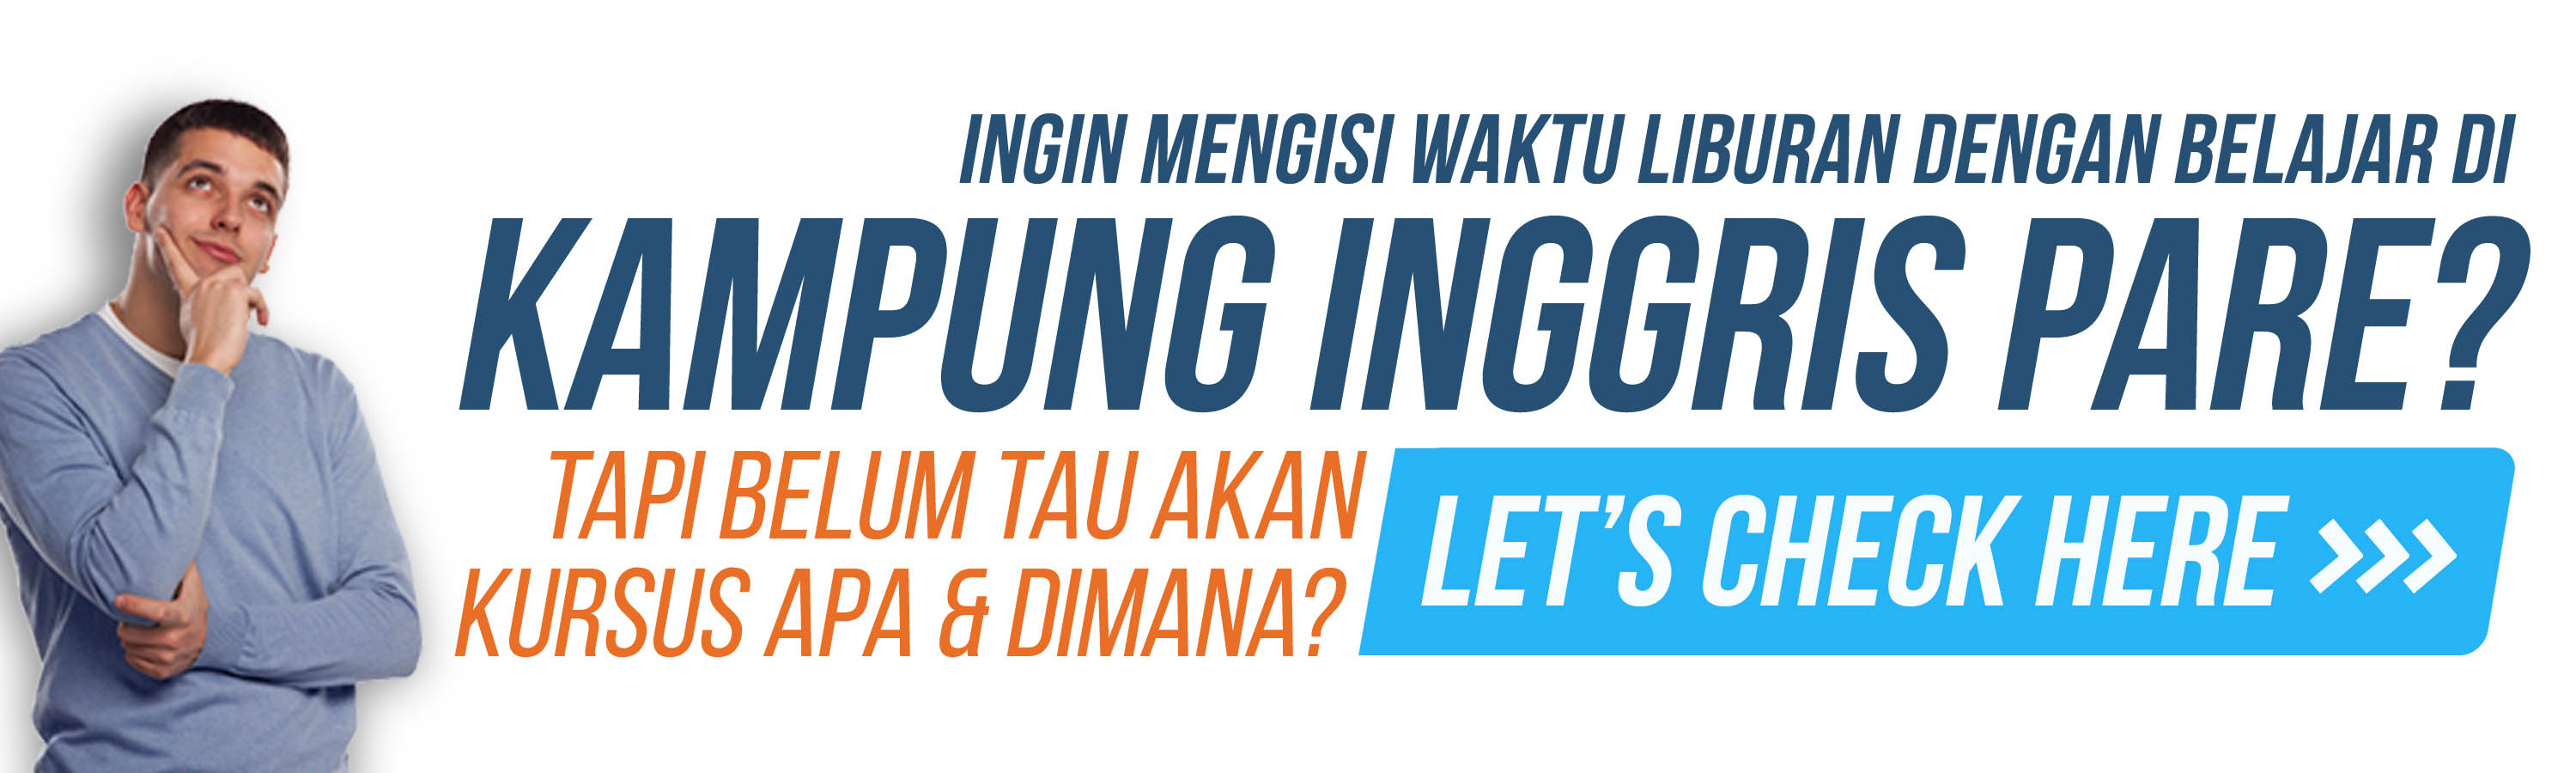 INGIN MENGISI WAKTU LIBURAN DENGAN BELAJAR DI
KAMPUNG INGGRIS PARE?
TAPI BELUM TAU AKAN
KURSUS APA & DIMANA?
LET'S CHECK HERE >>>